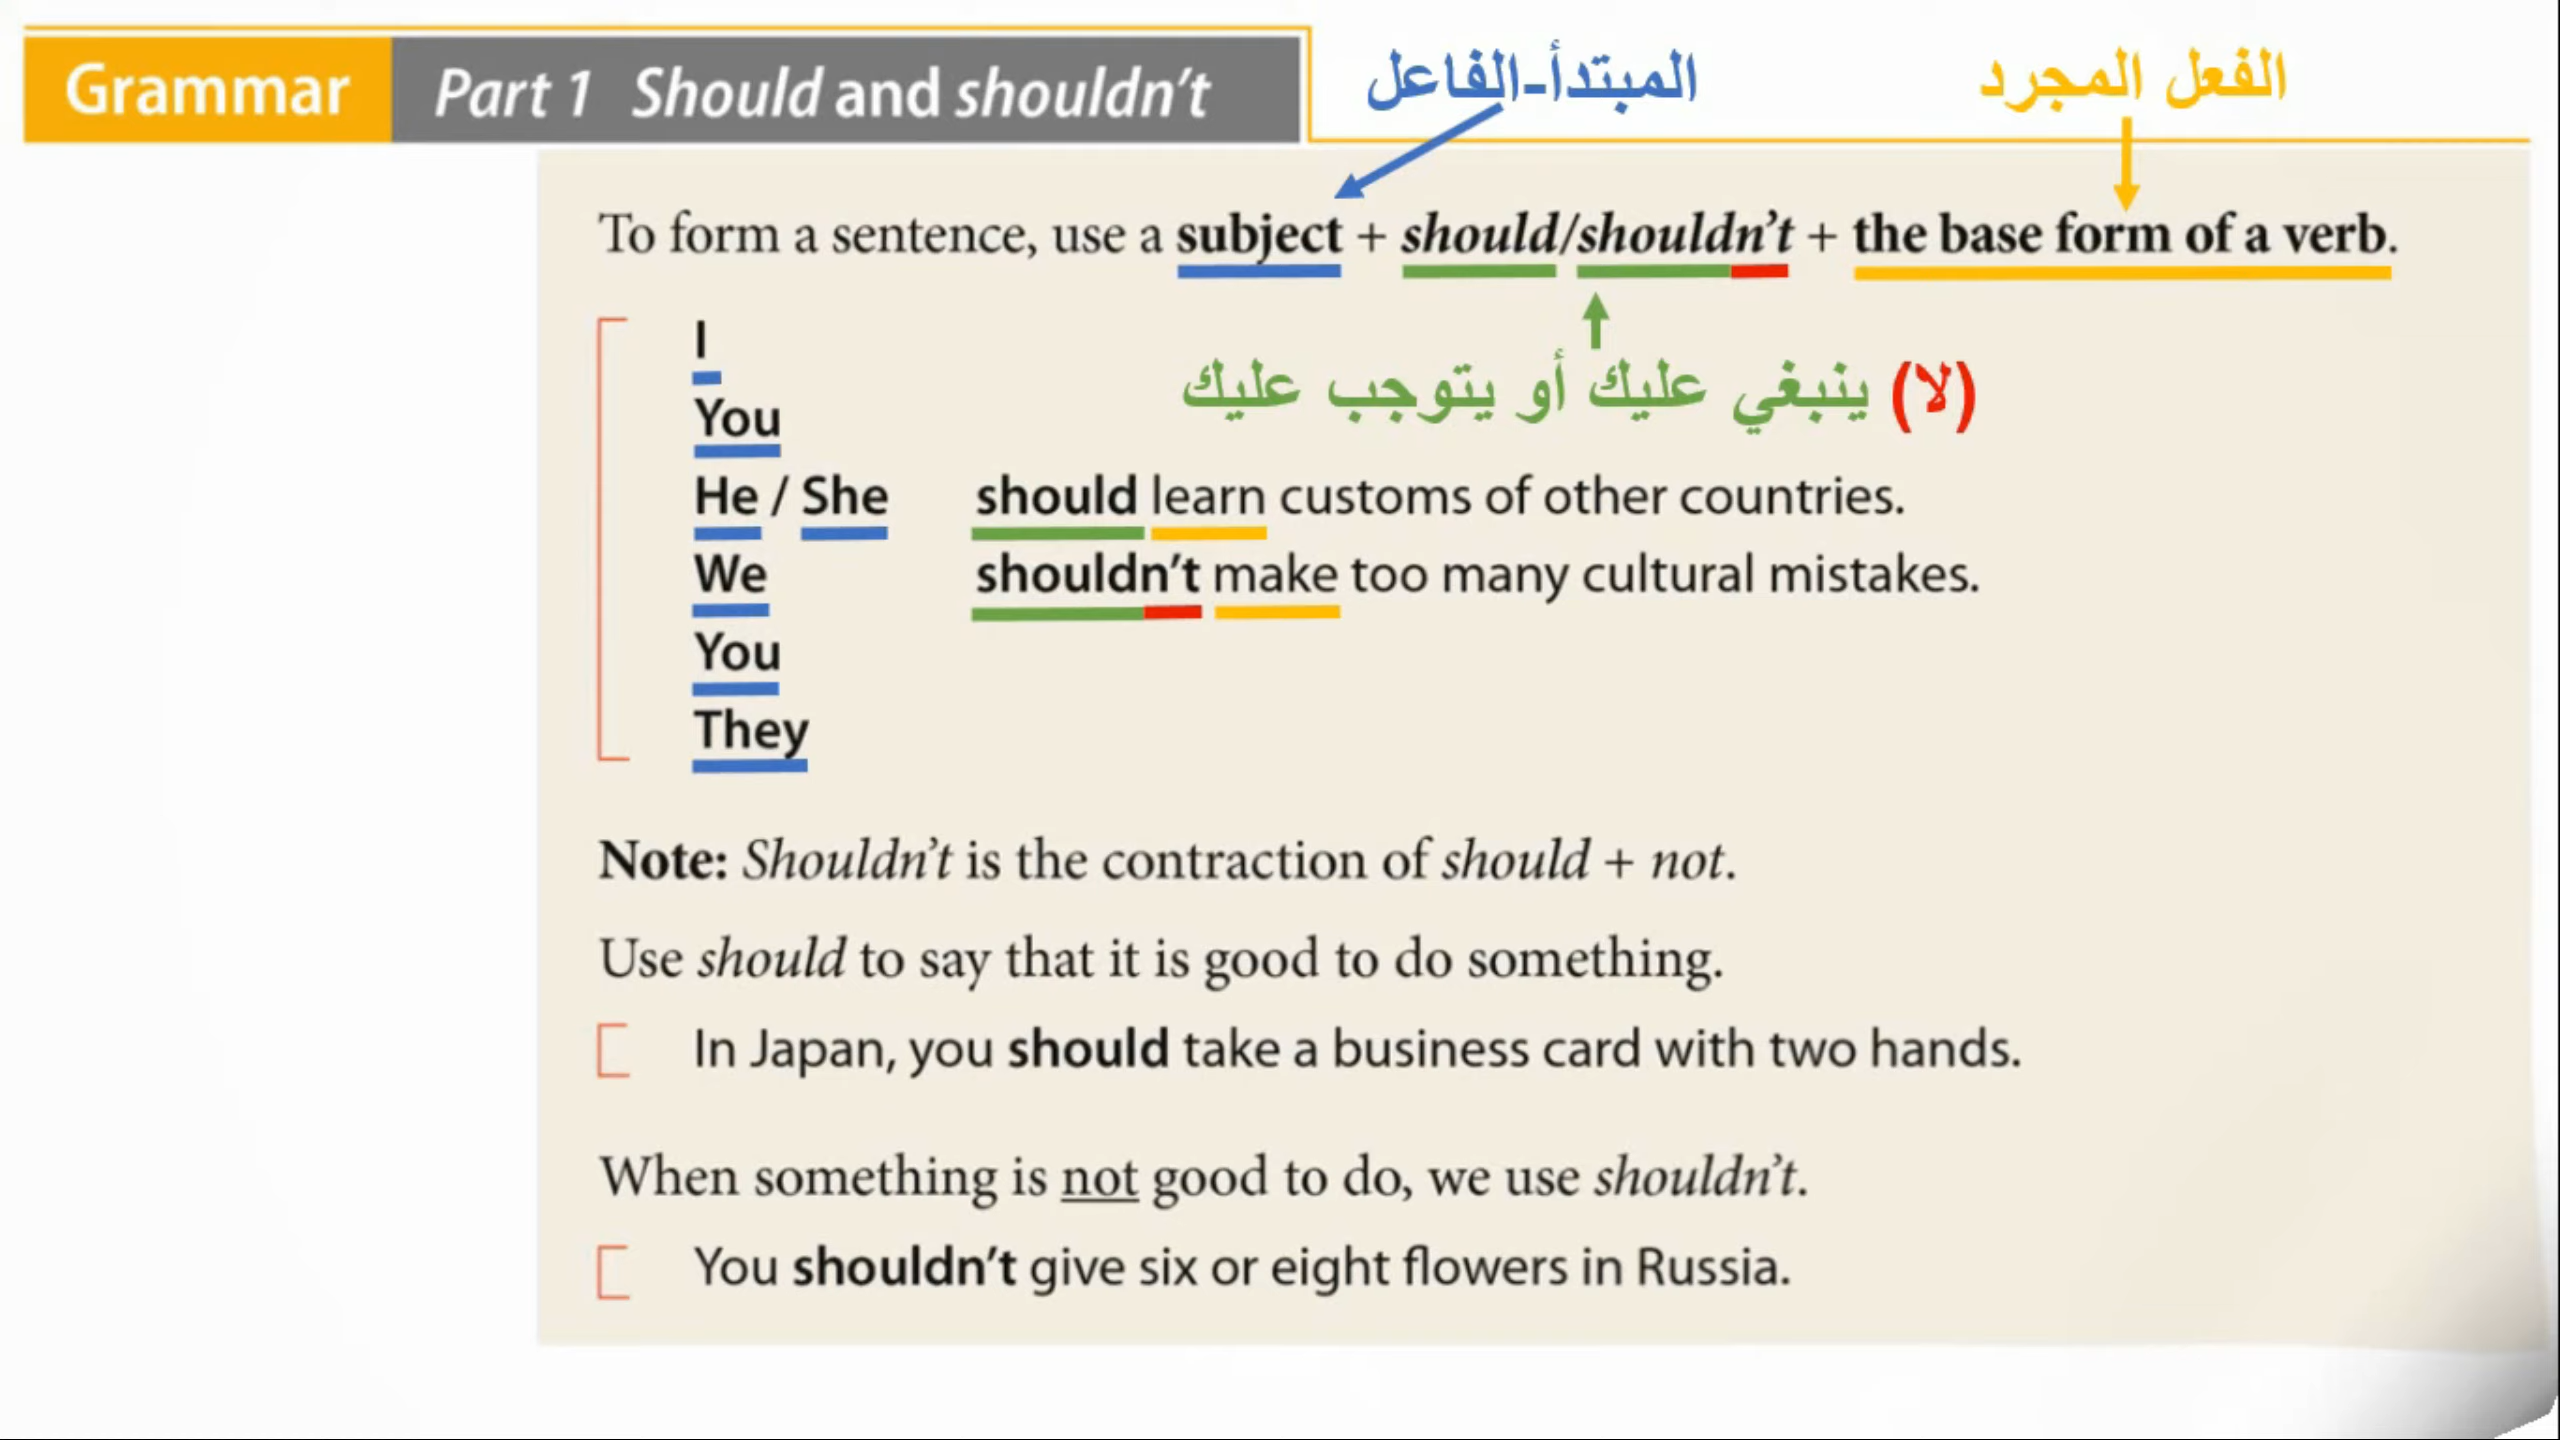 Grammar Part 1 Should and shouldn't
المبتدأ-الفاعل
الفعل المجرد
To form a sentence, use a subject + should/shouldn't + the base form of a verb.
I
(لا) ينبغي عليك أو يتوجب عليك
You
He / She should learn customs of other countries.
We shouldn't make too many cultural mistakes.
You
They
Note: Shouldn't is the contraction of should + not.
Use should to say that it is good to do something.
In Japan, you should take a business card with two hands.
When something is not good to do, we use shouldn't.
You shouldn't give six or eight flowers in Russia.